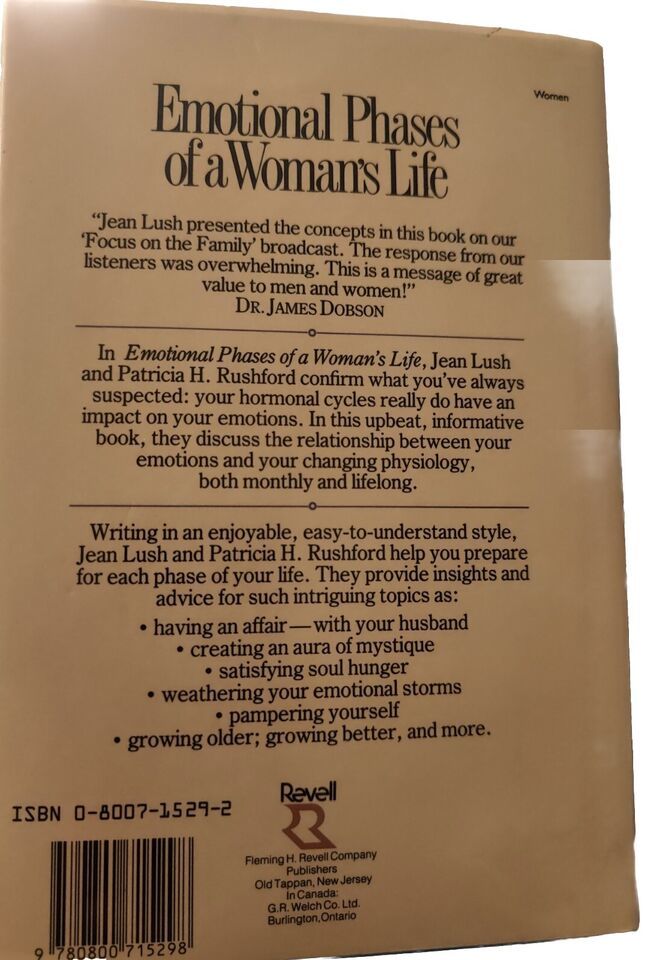 Women
Emotional Phases
of a Woman's Life
“Jean Lush presented the concepts in this book on our
‘Focus on the Family’ broadcast. The response from our
listeners was overwhelming. This is a message of great
value to men and women!”
DR. JAMES DOBSON
In Emotional Phases of a Woman's Life, Jean Lush
and Patricia H. Rushford confirm what you've always
suspected: your hormonal cycles really do have an
impact on your emotions. In this upbeat, informative
book, they discuss the relationship between your
emotions and your changing physiology,
both monthly and lifelong.
Writing in an enjoyable, easy-to-understand style,
Jean Lush and Patricia H. Rushford help you prepare
for each phase of your life. They provide insights and
advice for such intriguing topics as:
• having an affair—with your husband
• creating an aura of mystique
• satisfying soul hunger
• weathering your emotional storms
• pampering yourself
• growing older; growing better, and more.
ISBN 0-8007-1529-2
9 780800 715298
Revell
R
Fleming H. Revell Company
Publishers
Old Tappan, New Jersey
In Canada:
G.R. Welch Co. Ltd.
Burlington, Ontario